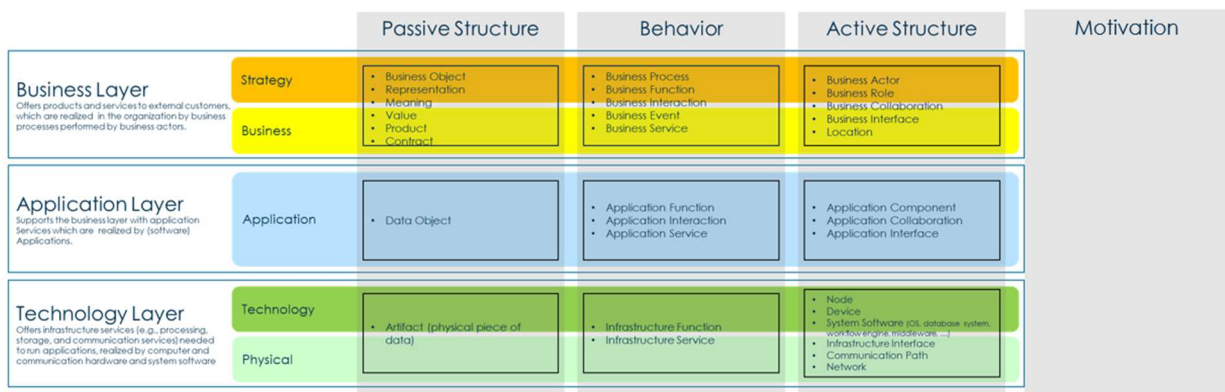 Passive Structure
Behavior
Active Structure
Motivation
Business Layer
Offers products and services to external customers,
which are realized in the organization by business
processes performed by business actors.
Strategy
Business
• Business Object
• Representation
• Meaning
• Value
• Product
• Contract
• Business Process
• Business Function
• Business Interaction
• Business Event
• Business Service
• Business Actor
• Business Role
• Business Collaboration
• Business Interface
• Location
Application Layer
Supports the business layer with application
Services which are realized by (software)
Applications.
Application
• Data Object
• Application Function
• Application Interaction
• Application Service
• Application Component
• Application Collaboration
• Application Interface
Technology Layer
Offers infrastructure services (e.g., processing,
storage, and communication services) needed
to run applications, realized by computer and
communication hardware and system software
Technology
Physical
• Artifact (physical piece of
data)
• Infrastructure Function
• Infrastructure Service
• Node
• Device
• System Software (OS, database system,
workflow engine, middleware, ...)
• Infrastructure Interface
• Communication Path
• Network